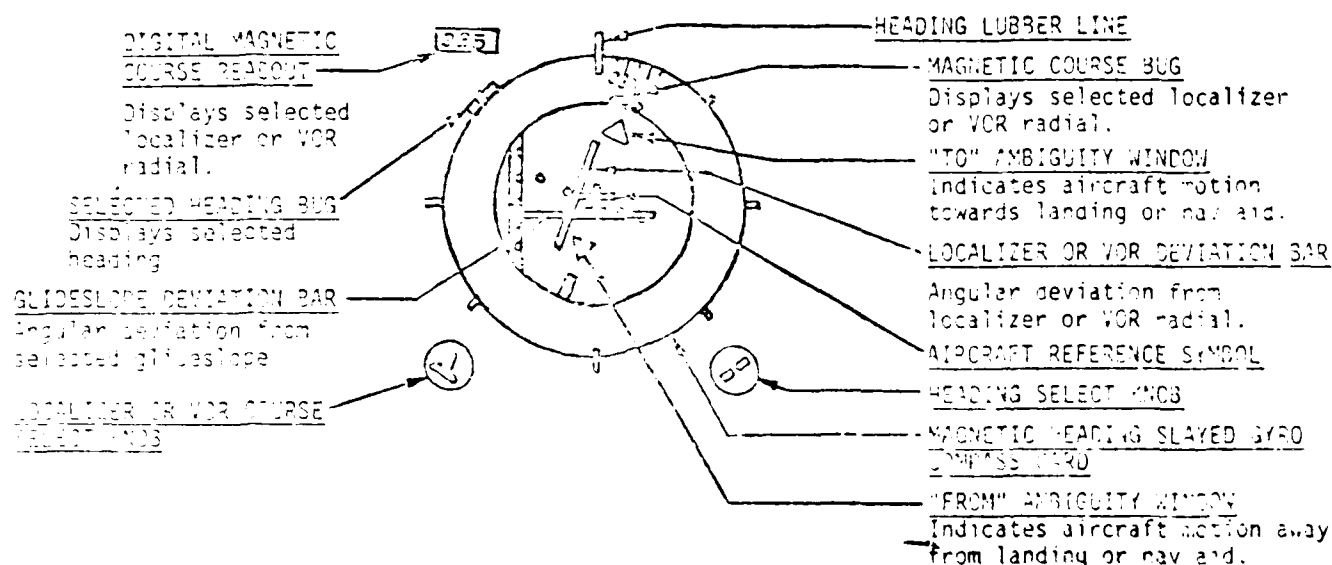 DIGITAL MAGNETIC
COURSE READOUT
Displays selected
localizer or VOR
radial.
SELECTED HEADING BUG
Displays selected
heading
GLIDESLOPE DEVIATION BAR
Angular deviation from
selected glideslope
LOCALIZER OR VOR COURSE
SELECT KNOB
HEADING LUBBER LINE
MAGNETIC COURSE BUG
Displays selected localizer
or VOR radial.
"TO" AMBIGUITY WINDOW
Indicates aircraft motion
towards landing or nav aid.
LOCALIZER OR VOR DEVIATION BAR
Angular deviation from
localizer or VOR radial.
AIRCRAFT REFERENCE SYMBOL
HEADING SELECT KNOB
MAGNETIC HEADING SLAYED GYRO
COMPASS CARD
"FROM" AMBIGUITY WINDOW
Indicates aircraft motion away
from landing or nav aid.